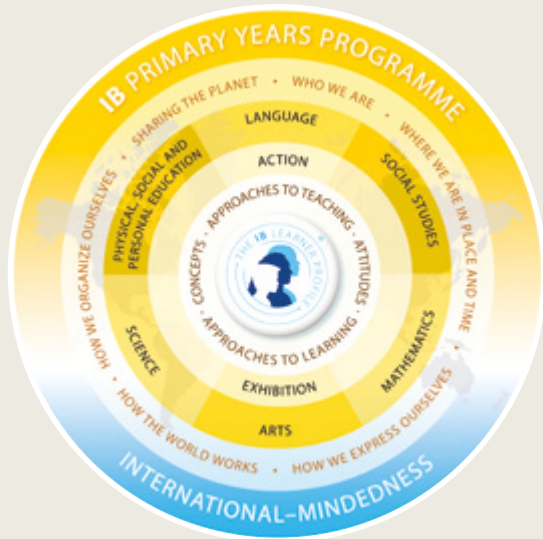 IB PRIMARY YEARS PROGRAMME
SHARING THE PLANET • WHO WE ARE • WHERE WE ARE IN PLACE AND TIME • HOW WE EXPRESS OURSELVES • HOW THE WORLD WORKS • HOW WE ORGANIZE OURSELVES •
LANGUAGE
SOCIAL STUDIES
MATHEMATICS
ARTS
SCIENCE
PHYSICAL, SOCIAL AND
PERSONAL EDUCATION
ACTION
EXHIBITION
APPROACHES TO TEACHING · ATTITUDES · APPROACHES TO LEARNING · CONCEPTS ·
THE IB LEARNER PROFILE
INTERNATIONAL–MINDEDNESS